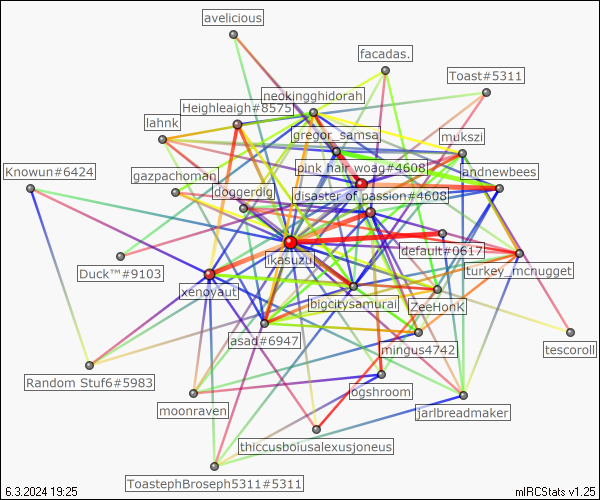 avelicious
facadas.
Toast#5311
neokingghidorah
Heighleaigh#8575
lahnk
gregor_samsa
mukszi
Knowun#6424
pink hair woag#4608
andnewbees
gazpachoman
doggerdig
disaster of passion#4608
default#0617
ikasuzu
Duck™#9103
turkey_mcnugget
xenoyaut
bigcitysamurai
ZeeHonk
asad#6947
mingus4742
tescoroll
Random Stuf6#5983
ogshroom
moonraven
jarlbreadmaker
thiccusboiusalexusjoneus
ToastephBroseph5311#5311
6.3.2024 19:25
mIRCStats v1.25